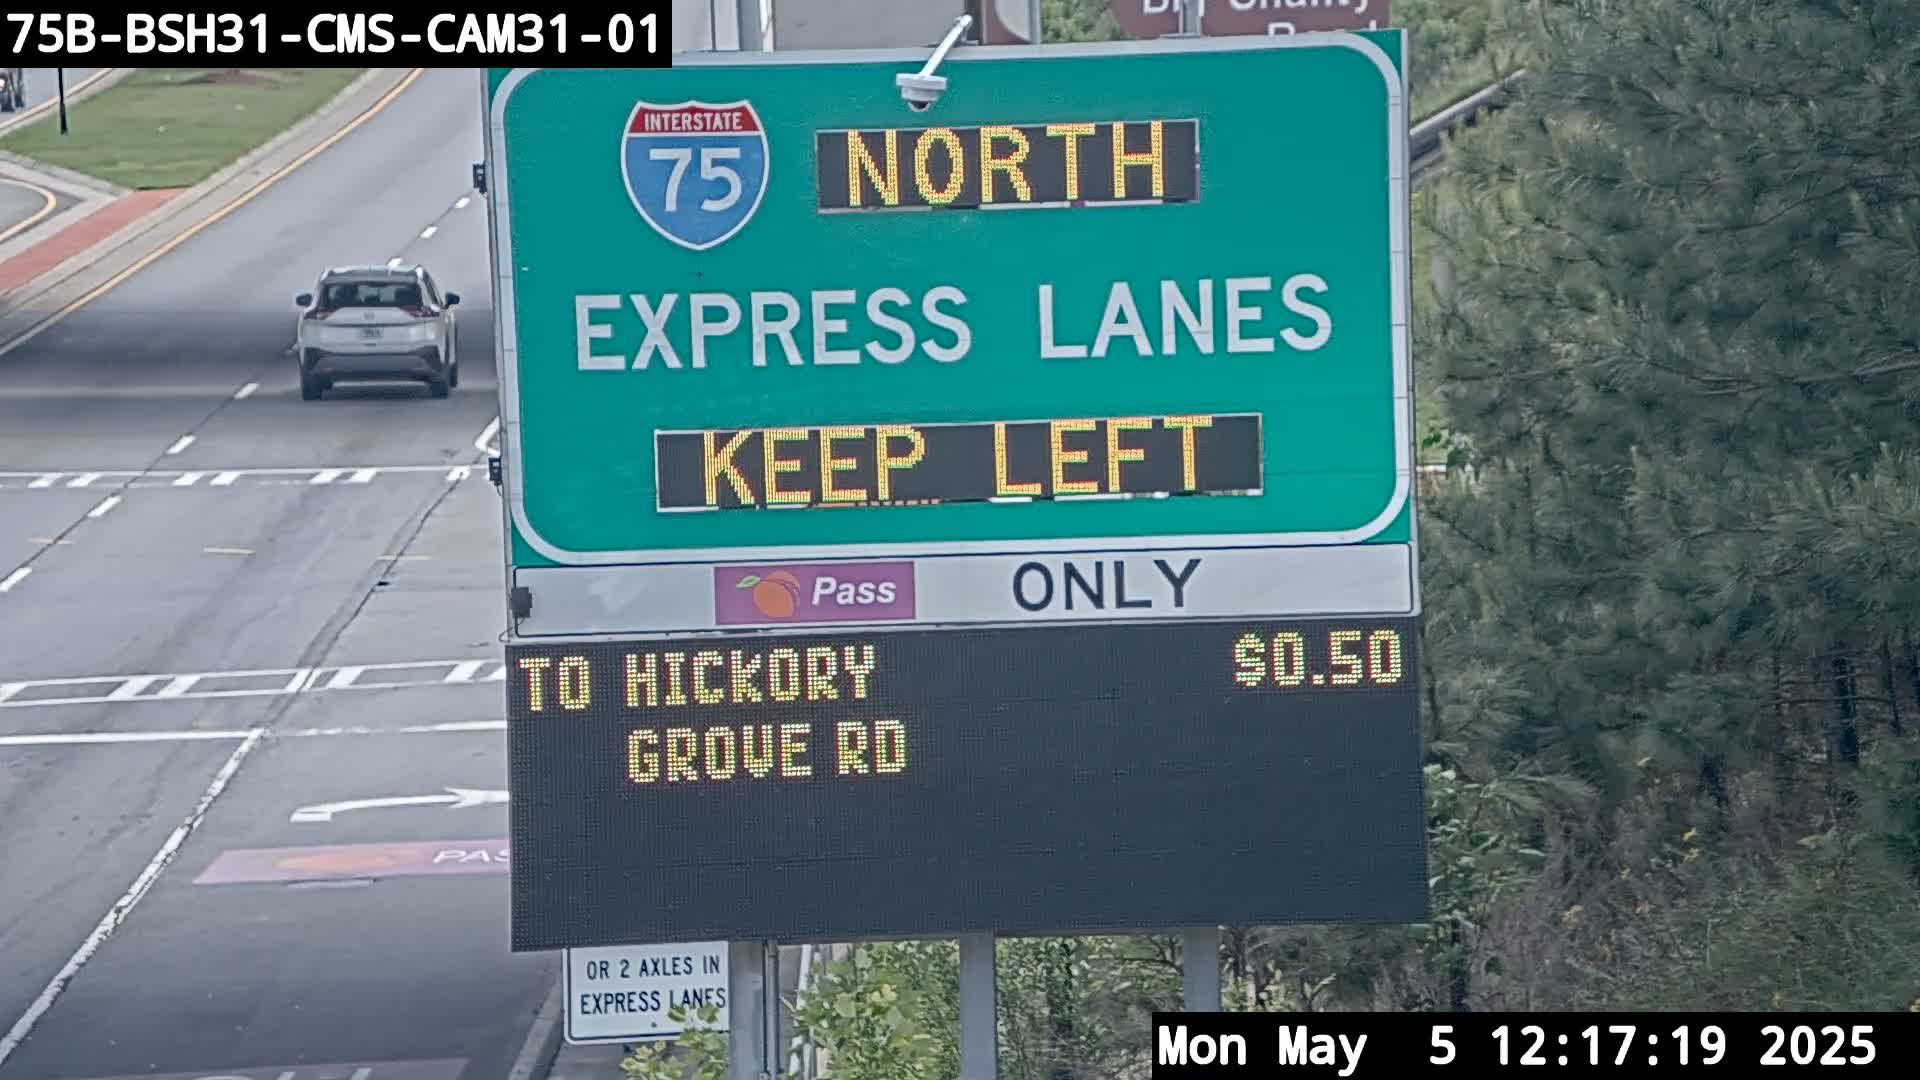 75B-BSH31-CMS-CAM31-01
INTERSTATE
75
NORTH
EXPRESS LANES
KEEP LEFT
Pass ONLY
TO HICKORY $0.50
GROVE RD
OR 2 AXLES IN
EXPRESS LANES
Mon May 5 12:17:19 2025